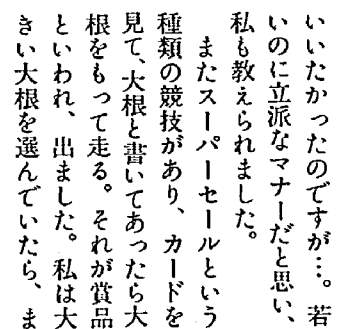 いいたかったのですが…。若
いのに立派なマナーだと思い、
私も教えられました。
　またスーパーセールという
種類の競技があり、カードを
見て、大根と書いてあったら大
根をもって走る。それが賞品
といわれ、出ました。私は大
きい大根を選んでいたら、ま